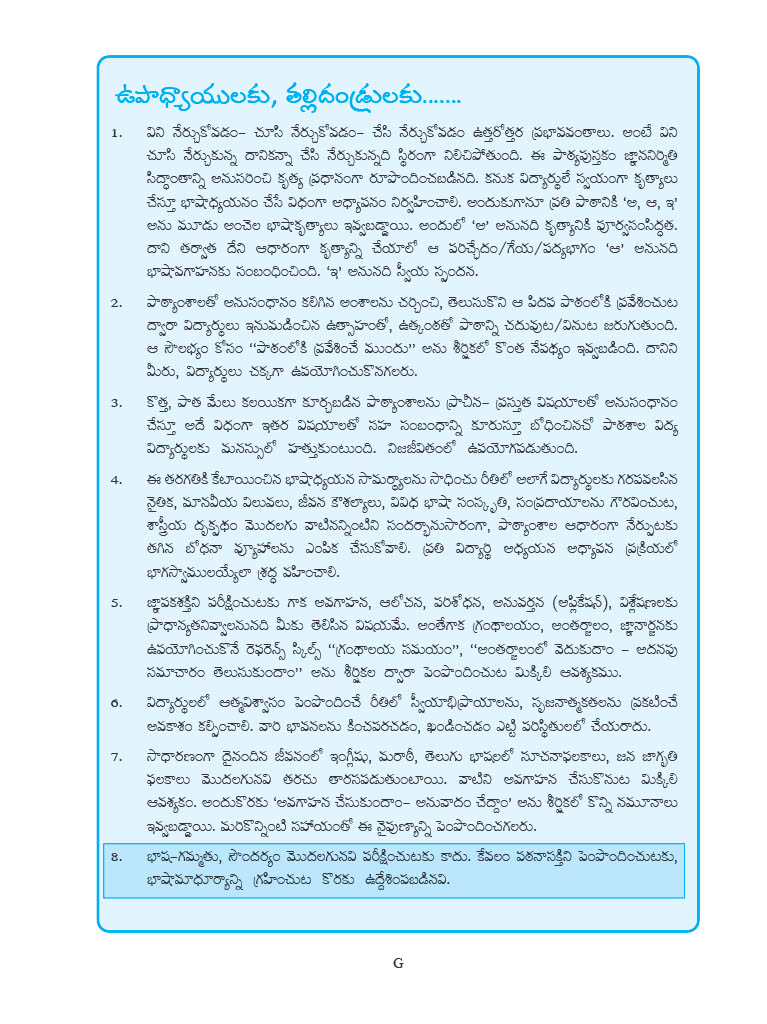 ఉపాధ్యాయులకు, తల్లిదండ్రులకు.......
1. విని నేర్చుకోవడం– చూసి నేర్చుకోవడం– చేసి నేర్చుకోవడం ఉత్తరోత్తర ప్రభావవంతాలు. అంటే విని
చూసి నేర్చుకున్న దానికన్నా చేసి నేర్చుకున్నది స్థిరంగా నిలిచిపోతుంది. ఈ పాఠ్యపుస్తకం జ్ఞాననిర్మితి
సిద్ధాంతాన్ని అనుసరించి కృత్య ప్రధానంగా రూపొందించబడినది. కనుక విద్యార్థులే స్వయంగా కృత్యాలు
చేస్తూ భాషాధ్యయనం చేసే విధంగా అధ్యాపనం నిర్వహించాలి. అందుకుగానూ ప్రతి పాఠానికి ‘అ, ఆ, ఇ’
అను మూడు అంచెల భాషాకృత్యాలు ఇవ్వబడ్డాయి. అందులో ‘అ’ అనునది కృత్యానికి పూర్వసంసిద్ధత.
దాని తర్వాత దేని ఆధారంగా కృత్యాన్ని చేయాలో ఆ పరిచ్ఛేదం/గేయ/పద్యభాగం ‘ఆ’ అనునది
భాషావగాహనకు సంబంధించింది. ‘ఇ’ అనునది స్వీయ స్పందన.
2. పాఠ్యాంశాలతో అనుసంధానం కలిగిన అంశాలను చర్చించి, తెలుసుకొని ఆ పిదప పాఠంలోకి ప్రవేశించుట
ద్వారా విద్యార్థులు ఇనుమడించిన ఉత్సాహంతో, ఉత్కంఠతో పాఠాన్ని చదువుట/వినుట జరుగుతుంది.
ఆ సౌలభ్యం కోసం ‘‘పాఠంలోకి ప్రవేశించే ముందు’’ అను శీర్షికలో కొంత నేపథ్యం ఇవ్వబడింది. దానిని
మీరు, విద్యార్థులు చక్కగా ఉపయోగించుకొనగలరు.
3. కొత్త, పాత మేలు కలయికగా కూర్చబడిన పాఠ్యాంశాలను ప్రాచీన– ప్రస్తుత విషయాలతో అనుసంధానం
చేస్తూ అదే విధంగా ఇతర విషయాలతో సహ సంబంధాన్ని కూరుస్తూ బోధించినచో పాఠశాల విద్య
విద్యార్థులకు మనస్సులో హత్తుకుంటుంది. నిజజీవితంలో ఉపయోగపడుతుంది.
4. ఈ తరగతికి కేటాయించిన భాషాధ్యయన సామర్థ్యాలను సాధించు రీతిలో అలాగే విద్యార్థులకు గరపవలసిన
నైతిక, మానవీయ విలువలు, జీవన కౌశల్యాలు, వివిధ భాషా సంస్కృతి, సంప్రదాయాలను గౌరవించుట,
శాస్త్రీయ దృక్పథం మొదలగు వాటినన్నింటిని సందర్భానుసారంగా, పాఠ్యాంశాల ఆధారంగా నేర్పుటకు
తగిన బోధనా వ్యూహాలను ఎంపిక చేసుకోవాలి. ప్రతి విద్యార్థి అధ్యయన అధ్యాపన ప్రక్రియలో
భాగస్వాములయ్యేలా శ్రద్ధ వహించాలి.
5. జ్ఞాపకశక్తిని పరీక్షించుటకు గాక అవగాహన, ఆలోచన, పరిశోధన, అనువర్తన (అప్లికేషన్), విశ్లేషణలకు
ప్రాధాన్యతనివ్వాలనునది మీకు తెలిసిన విషయమే. అంతేగాక గ్రంథాలయం, అంతర్జాలం, జ్ఞానార్జనకు
ఉపయోగించుకొనే రెఫరెన్స్ స్కిల్స్ ‘‘గ్రంథాలయ సమయం’’, ‘‘అంతర్జాలంలో వెదుకుదాం – అదనపు
సమాచారం తెలుసుకుందాం’’ అను శీర్షికల ద్వారా పెంపొందించుట మిక్కిలి ఆవశ్యకము.
6. విద్యార్థులలో ఆత్మవిశ్వాసం పెంపొందించే రీతిలో స్వీయాభిప్రాయాలను, సృజనాత్మకతలను ప్రకటించే
అవకాశం కల్పించాలి. వారి భావనలను కించపరచడం, ఖండించడం ఎట్టి పరిస్థితులలో చేయరాదు.
7. సాధారణంగా దైనందిన జీవనంలో ఇంగ్లీషు, మరాఠీ, తెలుగు భాషలలో సూచనాఫలకాలు, జన జాగృతి
ఫలకాలు మొదలగునవి తరచు తారసపడుతుంటాయి. వాటిని అవగాహన చేసుకొనుట మిక్కిలి
ఆవశ్యకం. అందుకొరకు ‘అవగాహన చేసుకుందాం– అనువాదం చేద్దాం’ అను శీర్షికలో కొన్ని నమూనాలు
ఇవ్వబడ్డాయి. మరికొన్నింటి సహాయంతో ఈ నైపుణ్యాన్ని పెంపొందించగలరు.
8. భాష–గమ్మతు, సౌందర్యం మొదలగునవి పరీక్షించుటకు కాదు. కేవలం పఠనాసక్తిని పెంపొందించుటకు,
భాషామాధూర్యాన్ని గ్రహించుట కొరకు ఉద్దేశింపబడినవి.
G